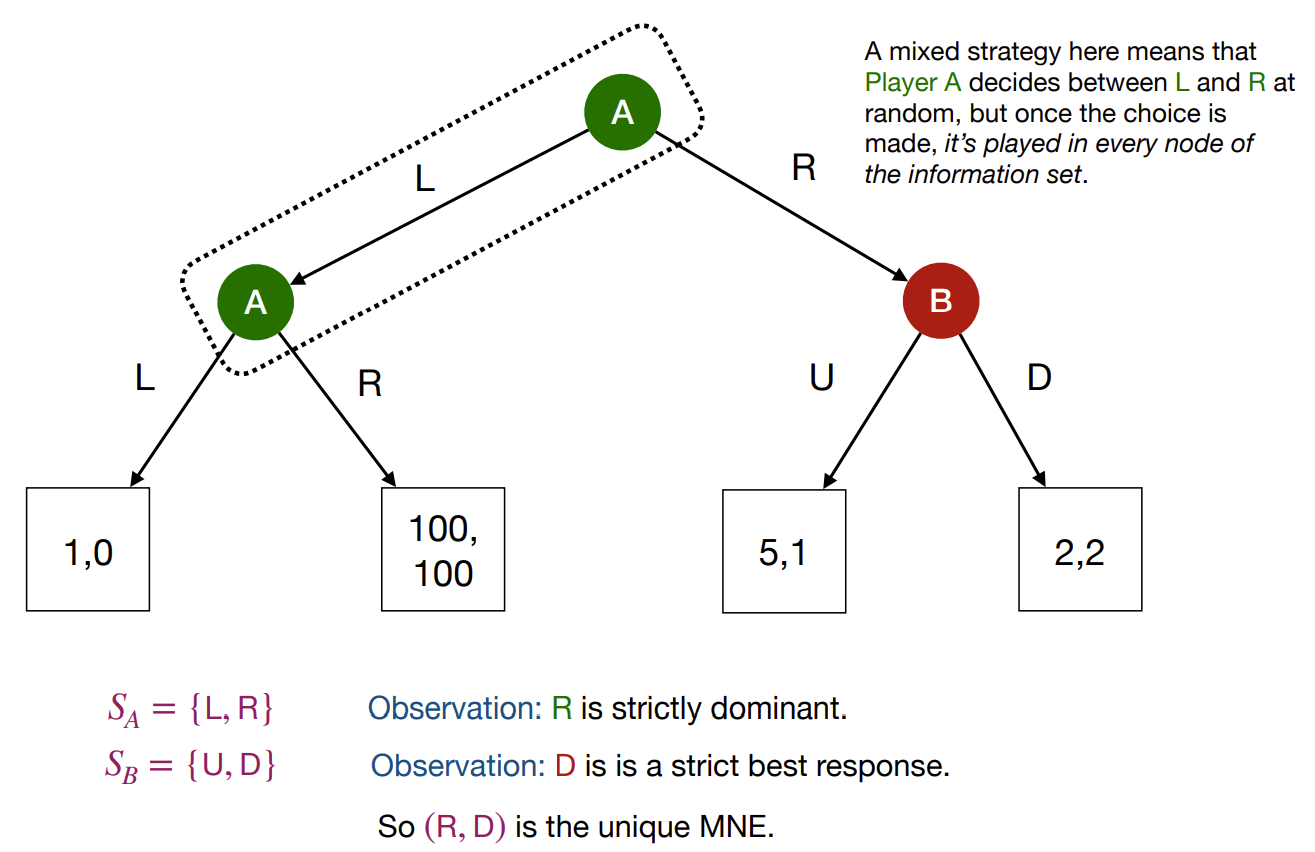 A mixed strategy here means that
Player A decides between L and R at
random, but once the choice is
made, it's played in every node of
the information set.
A
L
R
A
B
L
R
U
D
1,0
100,
100
5,1
2,2
S_A = {L, R}
Observation: R is strictly dominant.
S_B = {U, D}
Observation: D is is a strict best response.
So (R, D) is the unique MNE.